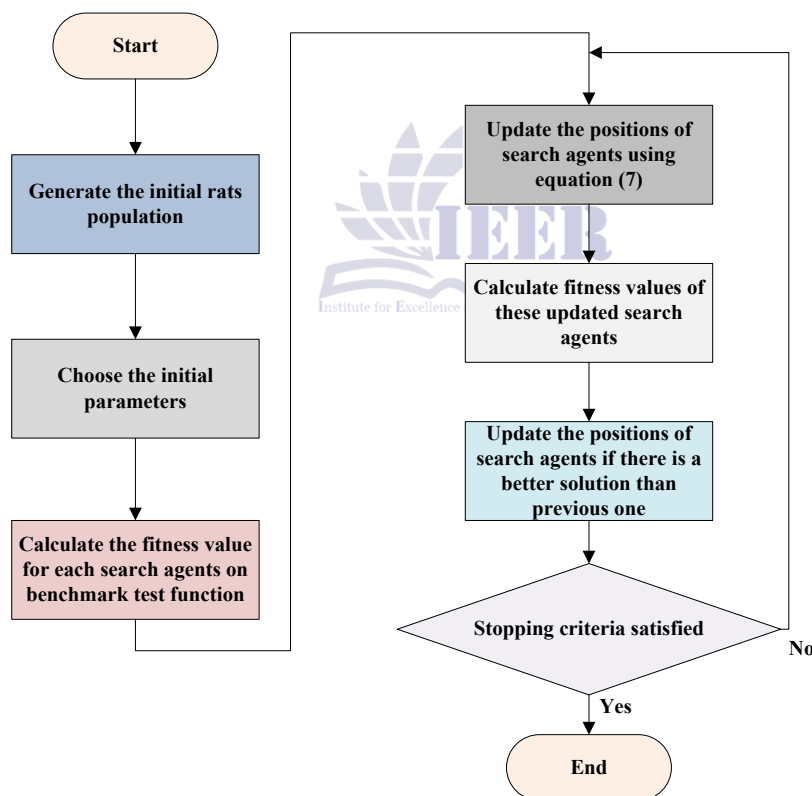 Start
Generate the initial rats
population
Choose the initial
parameters
Calculate the fitness value
for each search agents on
benchmark test function
Update the positions of
search agents using
equation (7)
IEER
Institute for Excellence
Calculate fitness values of
these updated search
agents
Update the positions of
search agents if there is a
better solution than
previous one
Stopping criteria satisfied
No
Yes
End